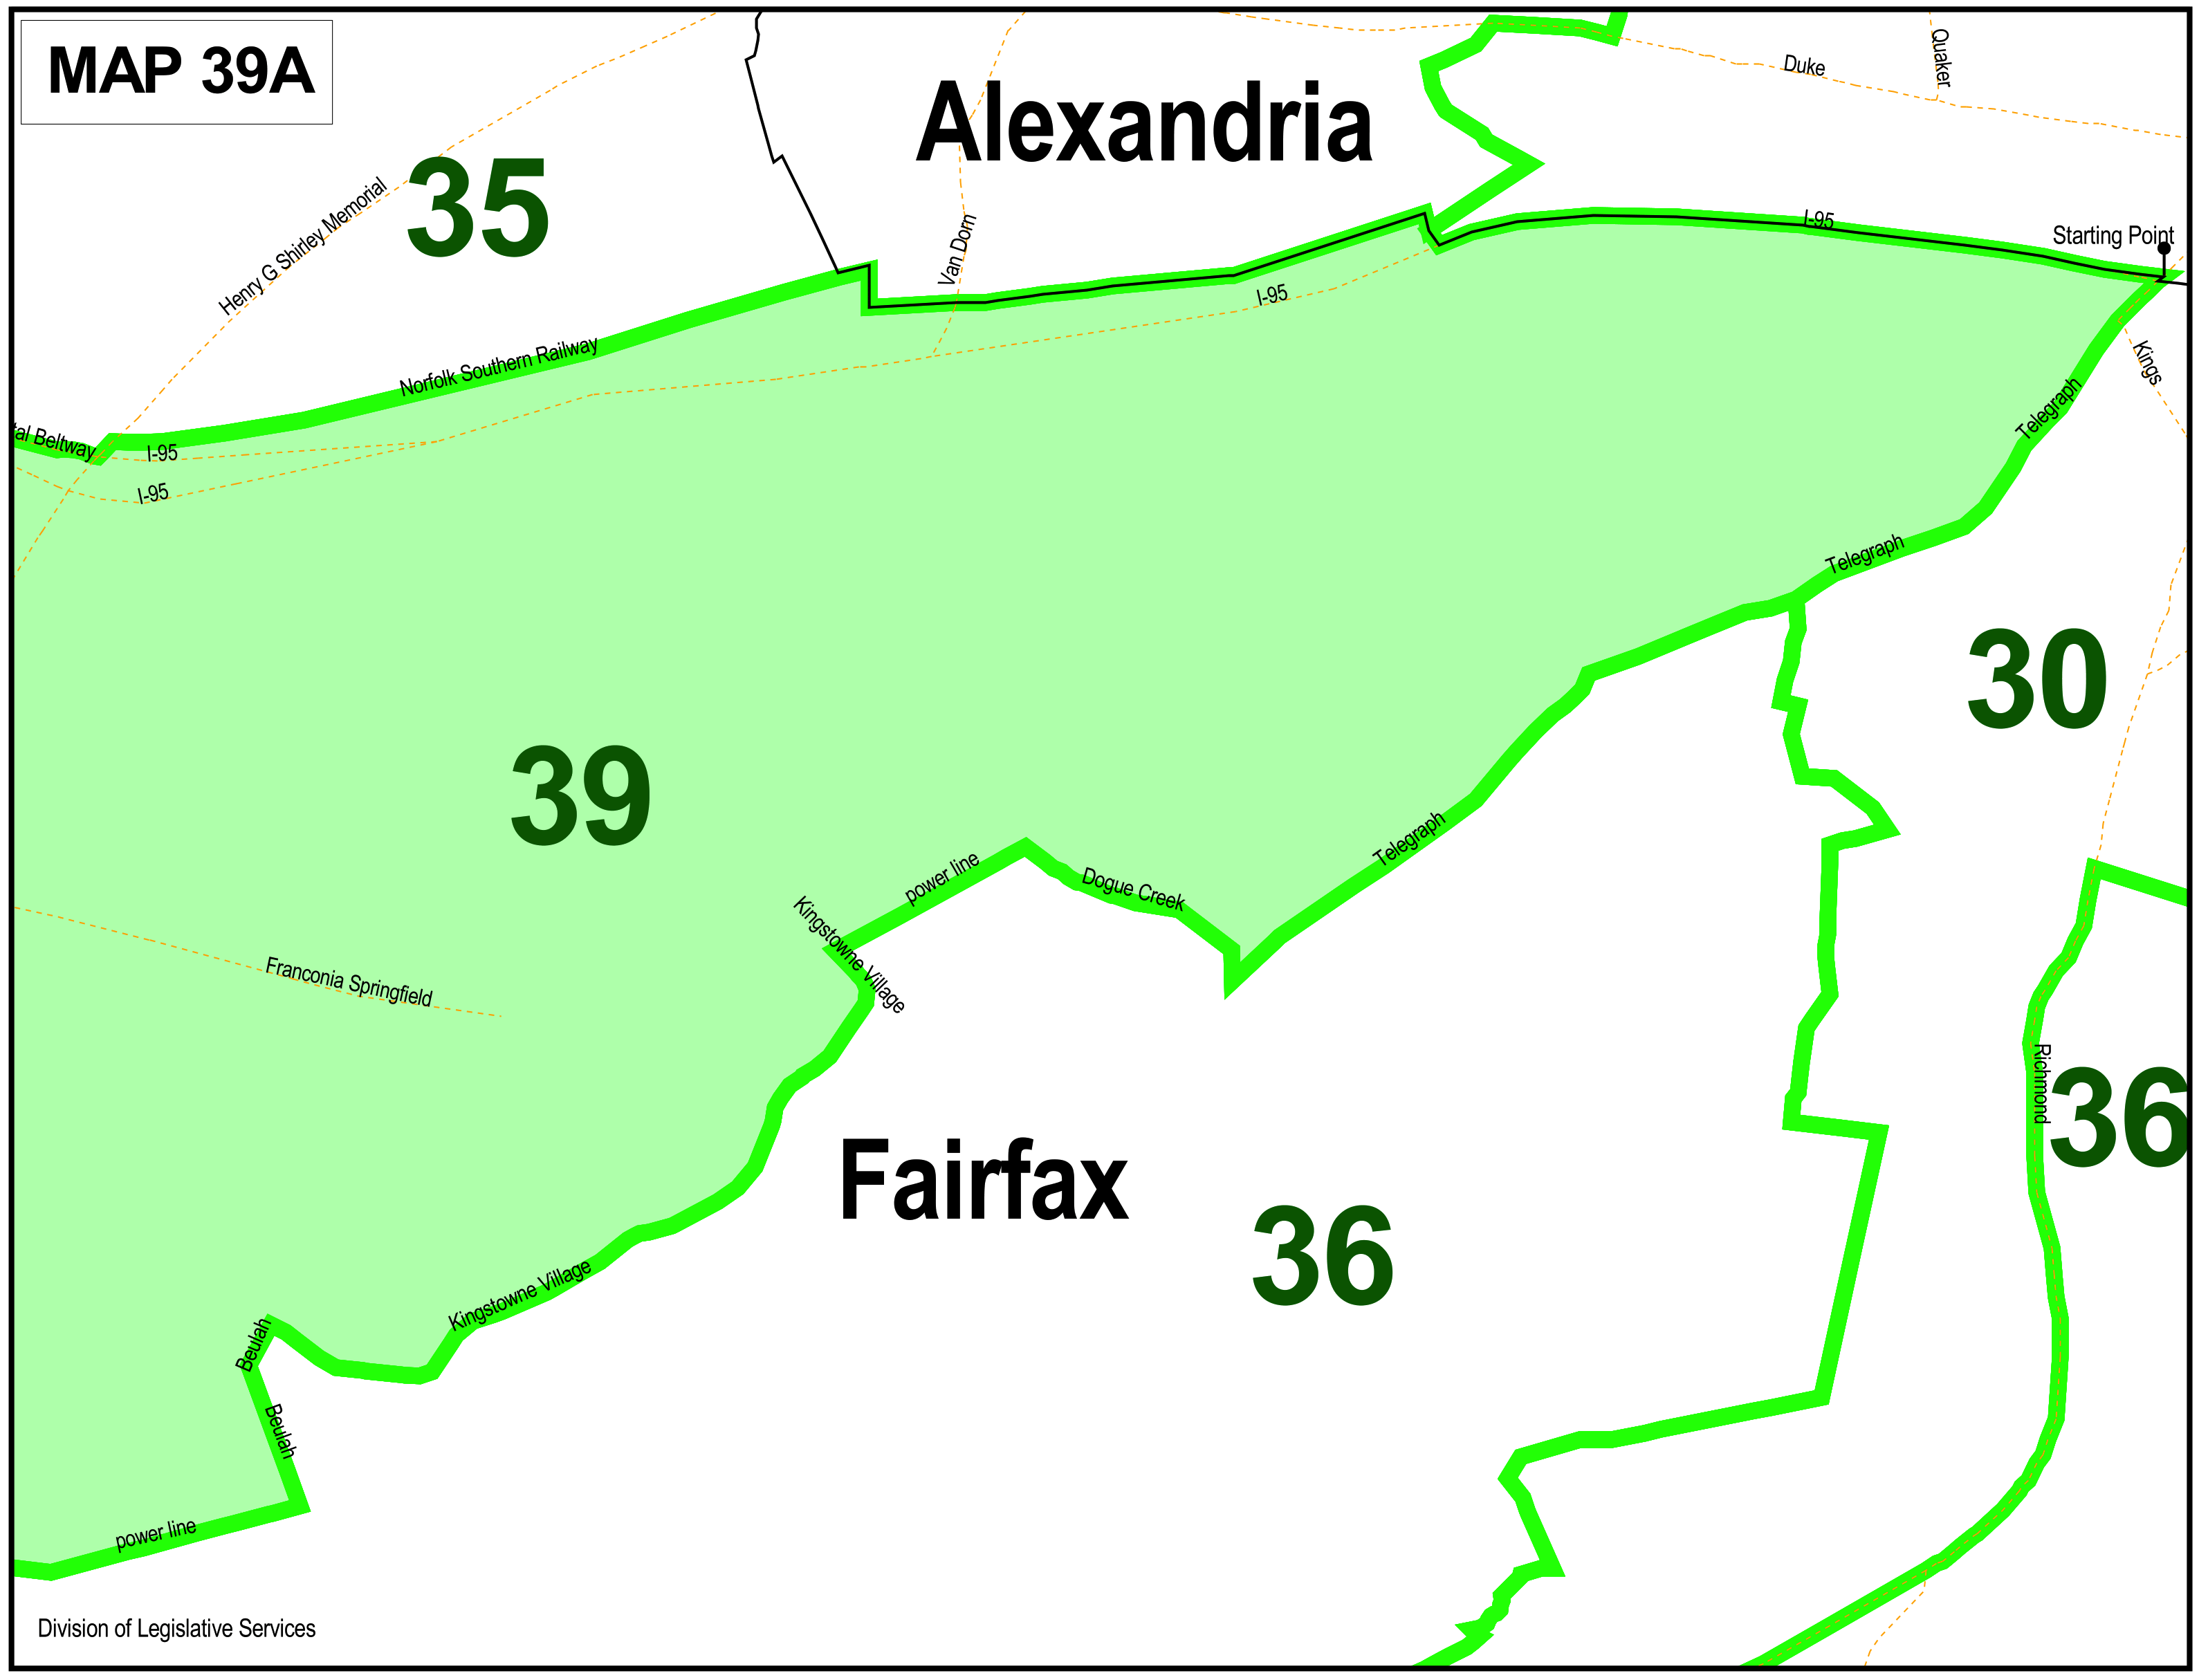 MAP 39A
Alexandria
Duke
Quaker
35
Henry G Shirley Memorial
Van Dorn
I-95
Starting Point
I-95
Norfolk Southern Railway
Kings
Telegraph
tal Beltway
I-95
I-95
Telegraph
30
39
Telegraph
power line
Dogue Creek
Kingstowne Village
Franconia Springfield
Richmond
36
Fairfax
36
Kingstowne Village
Beulah
Beulah
power line
Division of Legislative Services